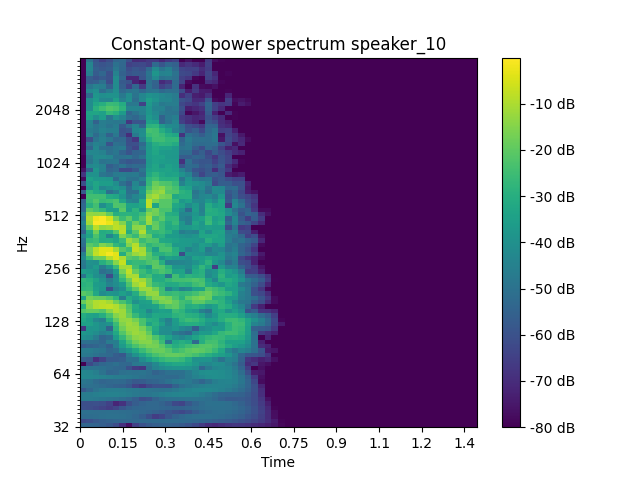 Constant-Q power spectrum speaker_10
Hz
2048
1024
512
256
128
64
32
0 0.15 0.3 0.45 0.6 0.75 0.9 1.1 1.2 1.4
Time
-10 dB
-20 dB
-30 dB
-40 dB
-50 dB
-60 dB
-70 dB
-80 dB